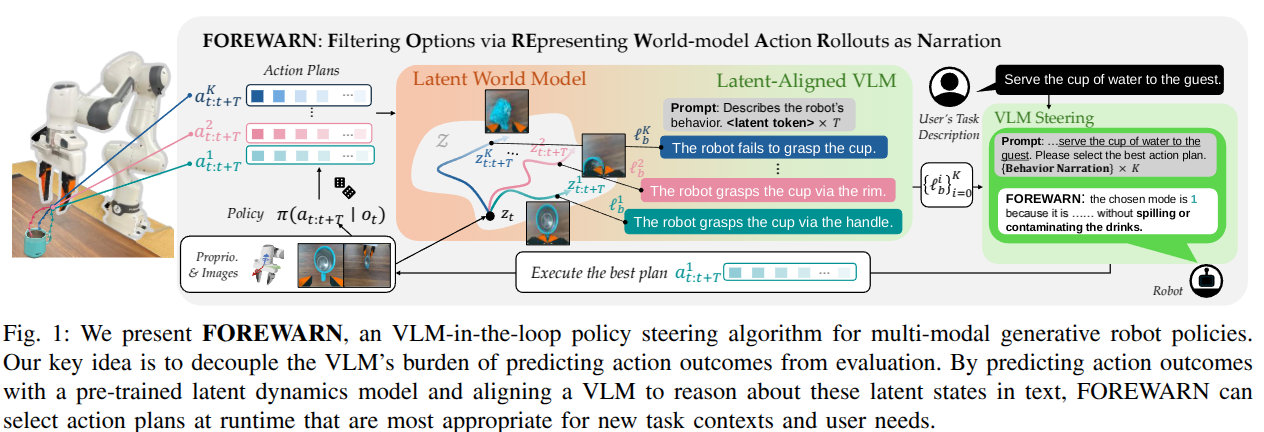 FOREWARN: Filtering Options via REpresenting World-model Action Rollouts as Narration
Action Plans
a^K_{t:t+T}
...
⋮
a^2_{t:t+T}
...
a^1_{t:t+T}
...
Policy π(a_{t:t+T} | o_t)
Proprio.
& Images
Latent World Model
Latent-Aligned VLM
Z
z^K_{t:t+T}
...
z^2_{t:t+T}
z^1_{t:t+T}
z_t
Prompt: Describes the robot's
behavior. <latent token> × T
ℓ^K_b
The robot fails to grasp the cup.
⋮
ℓ^2_b
The robot grasps the cup via the rim.
ℓ^1_b
The robot grasps the cup via the handle.
User's Task
Description
Serve the cup of water to the guest.
{ℓ^i_b}^K_{i=0}
VLM Steering
Prompt: ...serve the cup of water to the
guest. Please select the best action plan.
{Behavior Narration} × K
FOREWARN: the chosen mode is 1
because it is ...... without spilling or
contaminating the drinks.
Robot
Execute the best plan a^1_{t:t+T}
...
Fig. 1: We present FOREWARN, an VLM-in-the-loop policy steering algorithm for multi-modal generative robot policies.
Our key idea is to decouple the VLM's burden of predicting action outcomes from evaluation. By predicting action outcomes
with a pre-trained latent dynamics model and aligning a VLM to reason about these latent states in text, FOREWARN can
select action plans at runtime that are most appropriate for new task contexts and user needs.